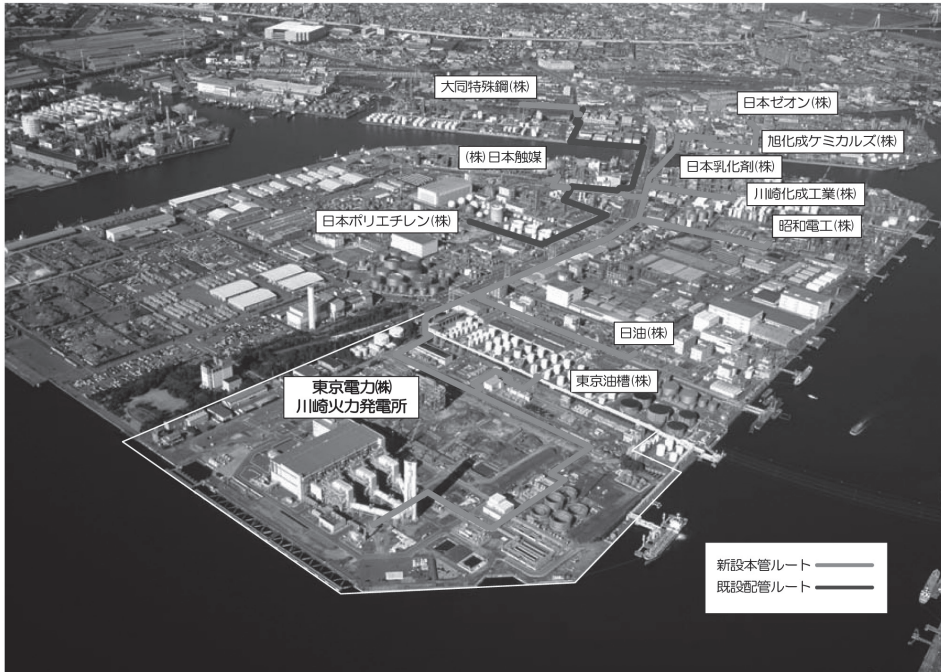 大同特殊鋼(株)
日本ゼオン(株)
旭化成ケミカルズ(株)
(株)日本触媒
日本乳化剤(株)
川崎化成工業(株)
日本ポリエチレン(株)
昭和電工(株)
日油(株)
東京油槽(株)
東京電力(株)
川崎火力発電所
新設本管ルート
既設配管ルート